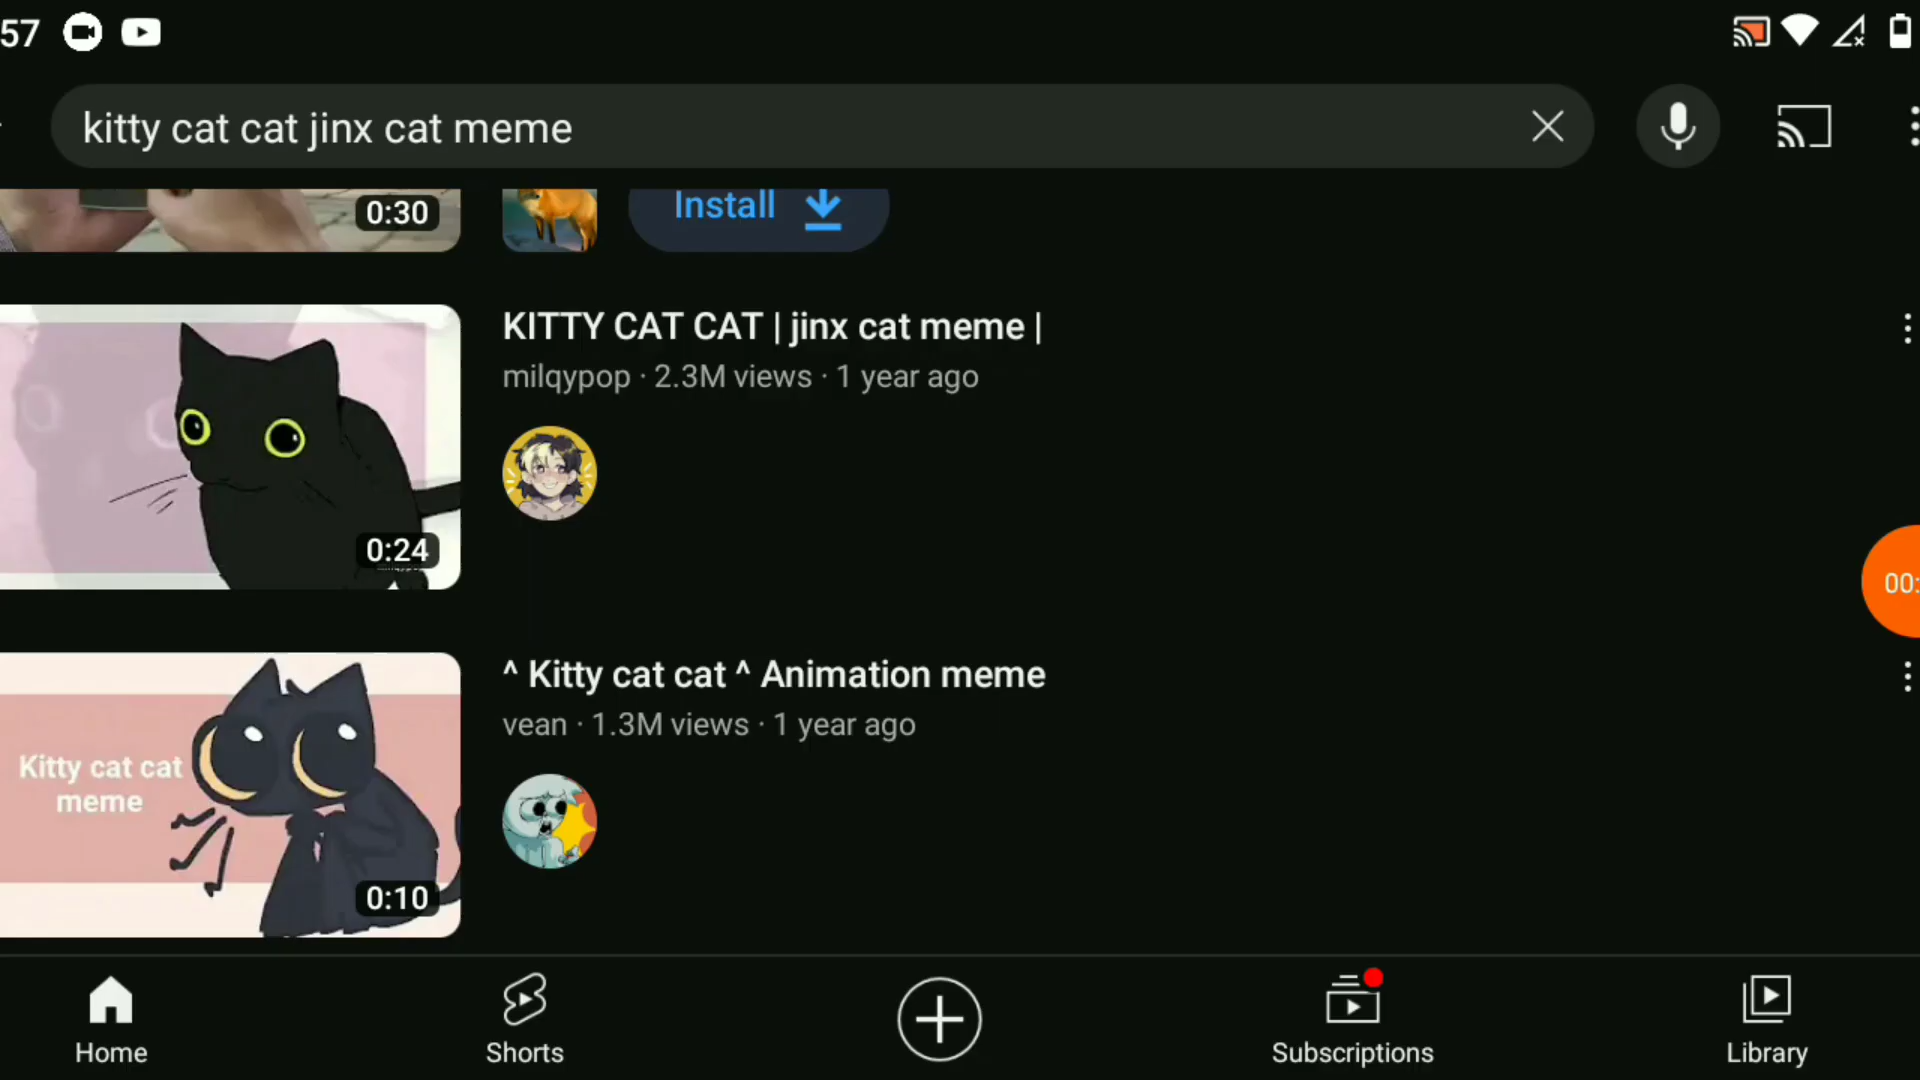 57
kitty cat cat jinx cat meme
0:30
Install
KITTY CAT CAT | jinx cat meme |
milqypop · 2.3M views · 1 year ago
0:24
00:
^ Kitty cat cat ^ Animation meme
vean · 1.3M views · 1 year ago
Kitty cat cat
meme
0:10
Home
Shorts
Subscriptions
Library